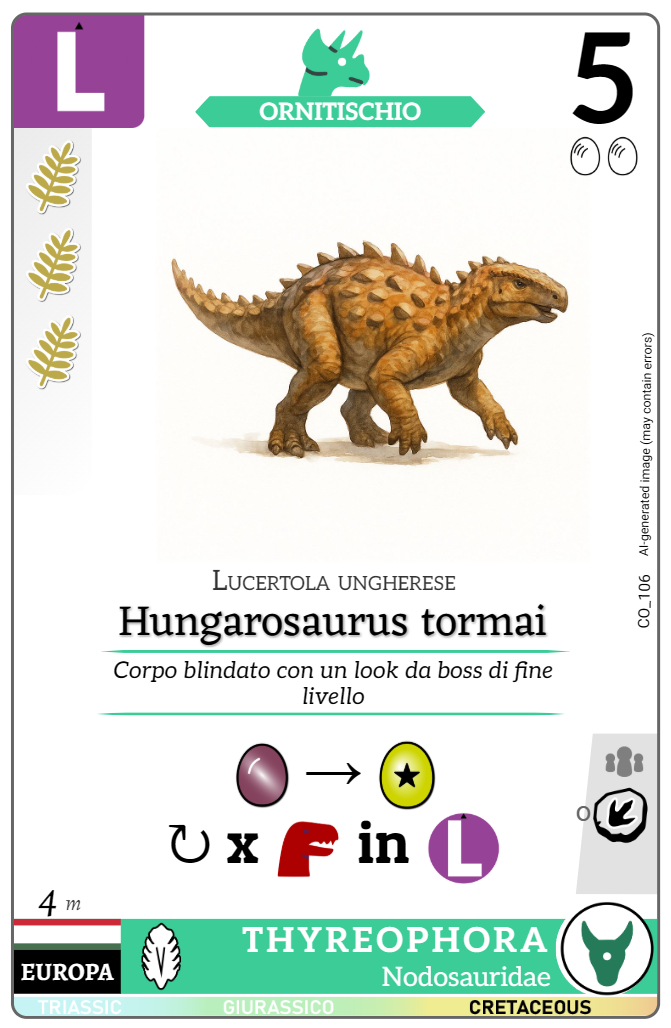 L
ORNITISCHIO
5
AI-generated image (may contain errors)
CO_106
Lucertola ungherese
Hungarosaurus tormai
Corpo blindato con un look da boss di fine
livello
↻ x in L
O
4 m
EUROPA
THYREOPHORA
Nodosauridae
TRIASSIC
GIURASSICO
CRETACEOUS